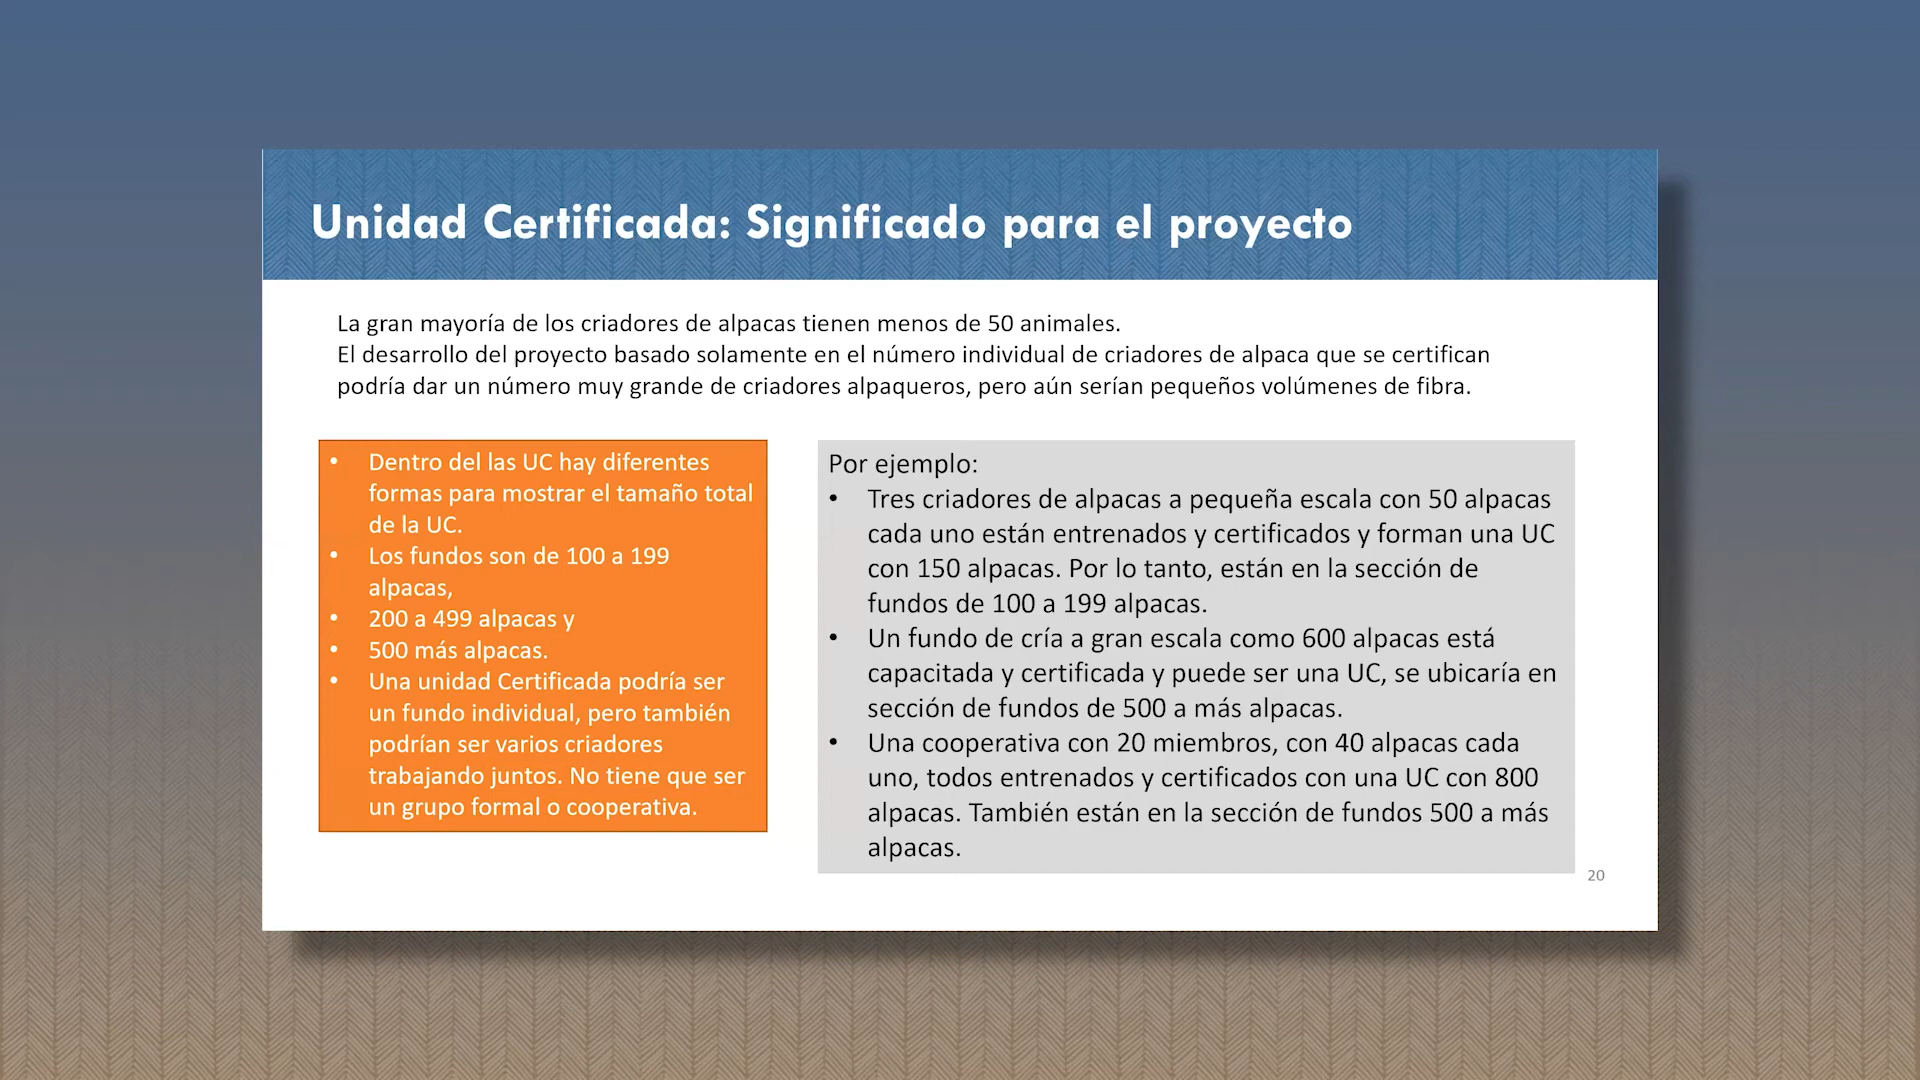 Unidad Certificada: Significado para el proyecto
La gran mayoría de los criadores de alpacas tienen menos de 50 animales.
El desarrollo del proyecto basado solamente en el número individual de criadores de alpaca que se certifican
podría dar un número muy grande de criadores alpaqueros, pero aún serían pequeños volúmenes de fibra.
• Dentro del las UC hay diferentes
formas para mostrar el tamaño total
de la UC.
• Los fundos son de 100 a 199
alpacas,
• 200 a 499 alpacas y
• 500 más alpacas.
• Una unidad Certificada podría ser
un fundo individual, pero también
podrían ser varios criadores
trabajando juntos. No tiene que ser
un grupo formal o cooperativa.
Por ejemplo:
• Tres criadores de alpacas a pequeña escala con 50 alpacas
cada uno están entrenados y certificados y forman una UC
con 150 alpacas. Por lo tanto, están en la sección de
fundos de 100 a 199 alpacas.
• Un fundo de cría a gran escala como 600 alpacas está
capacitada y certificada y puede ser una UC, se ubicaría en
sección de fundos de 500 a más alpacas.
• Una cooperativa con 20 miembros, con 40 alpacas cada
uno, todos entrenados y certificados con una UC con 800
alpacas. También están en la sección de fundos 500 a más
alpacas.
20